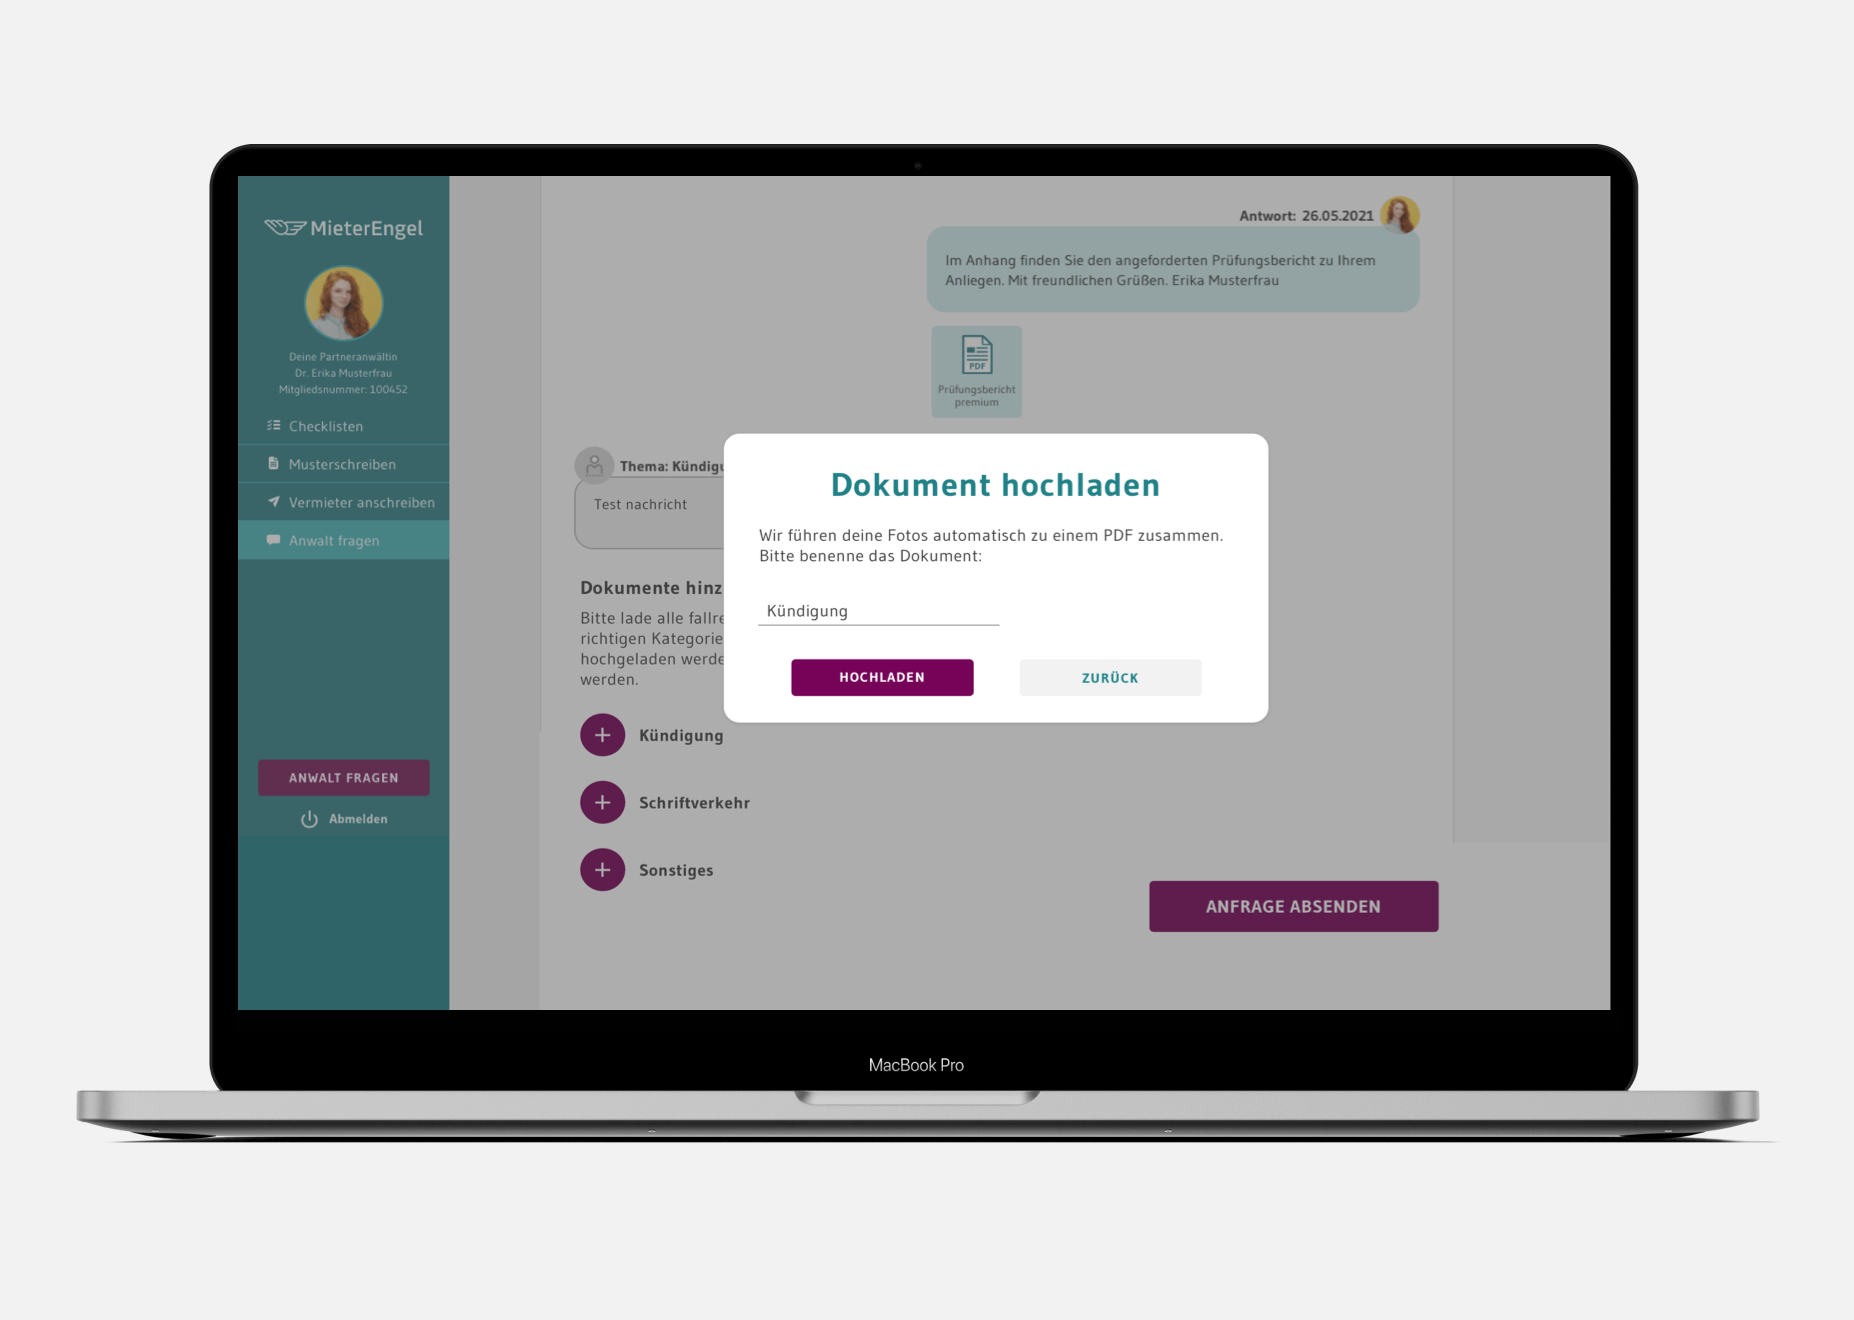 MieterEngel
Deine Partneranwältin
Dr. Erika Musterfrau
Mitgliedsnummer: 100452
Checklisten
Musterschreiben
Vermieter anschreiben
Anwalt fragen
ANWALT FRAGEN
Abmelden
Antwort: 26.05.2021
Im Anhang finden Sie den angeforderten Prüfungsbericht zu Ihrem
Anliegen. Mit freundlichen Grüßen. Erika Musterfrau
PDF
Prüfungsbericht
premium
Thema: Kündigu
Test nachricht
Dokumente hinz
Bitte lade alle fallre
richtigen Kategorie
hochgeladen werde
werden.
Kündigung
Schriftverkehr
Sonstiges
ANFRAGE ABSENDEN
Dokument hochladen
Wir führen deine Fotos automatisch zu einem PDF zusammen.
Bitte benenne das Dokument:
Kündigung
HOCHLADEN
ZURÜCK
MacBook Pro